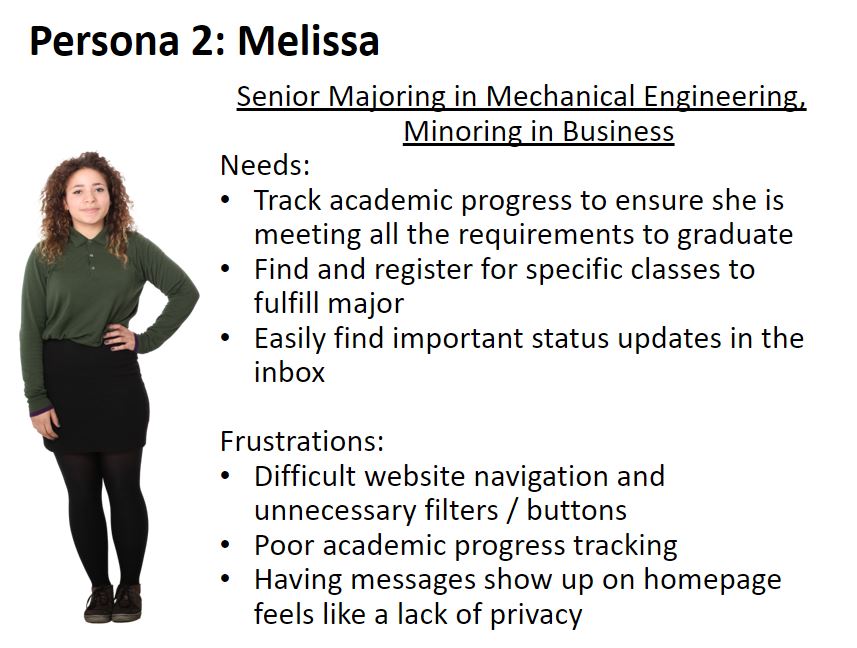 Persona 2: Melissa
Senior Majoring in Mechanical Engineering,
Minoring in Business
Needs:
• Track academic progress to ensure she is
meeting all the requirements to graduate
• Find and register for specific classes to
fulfill major
• Easily find important status updates in the
inbox
Frustrations:
• Difficult website navigation and
unnecessary filters / buttons
• Poor academic progress tracking
• Having messages show up on homepage
feels like a lack of privacy